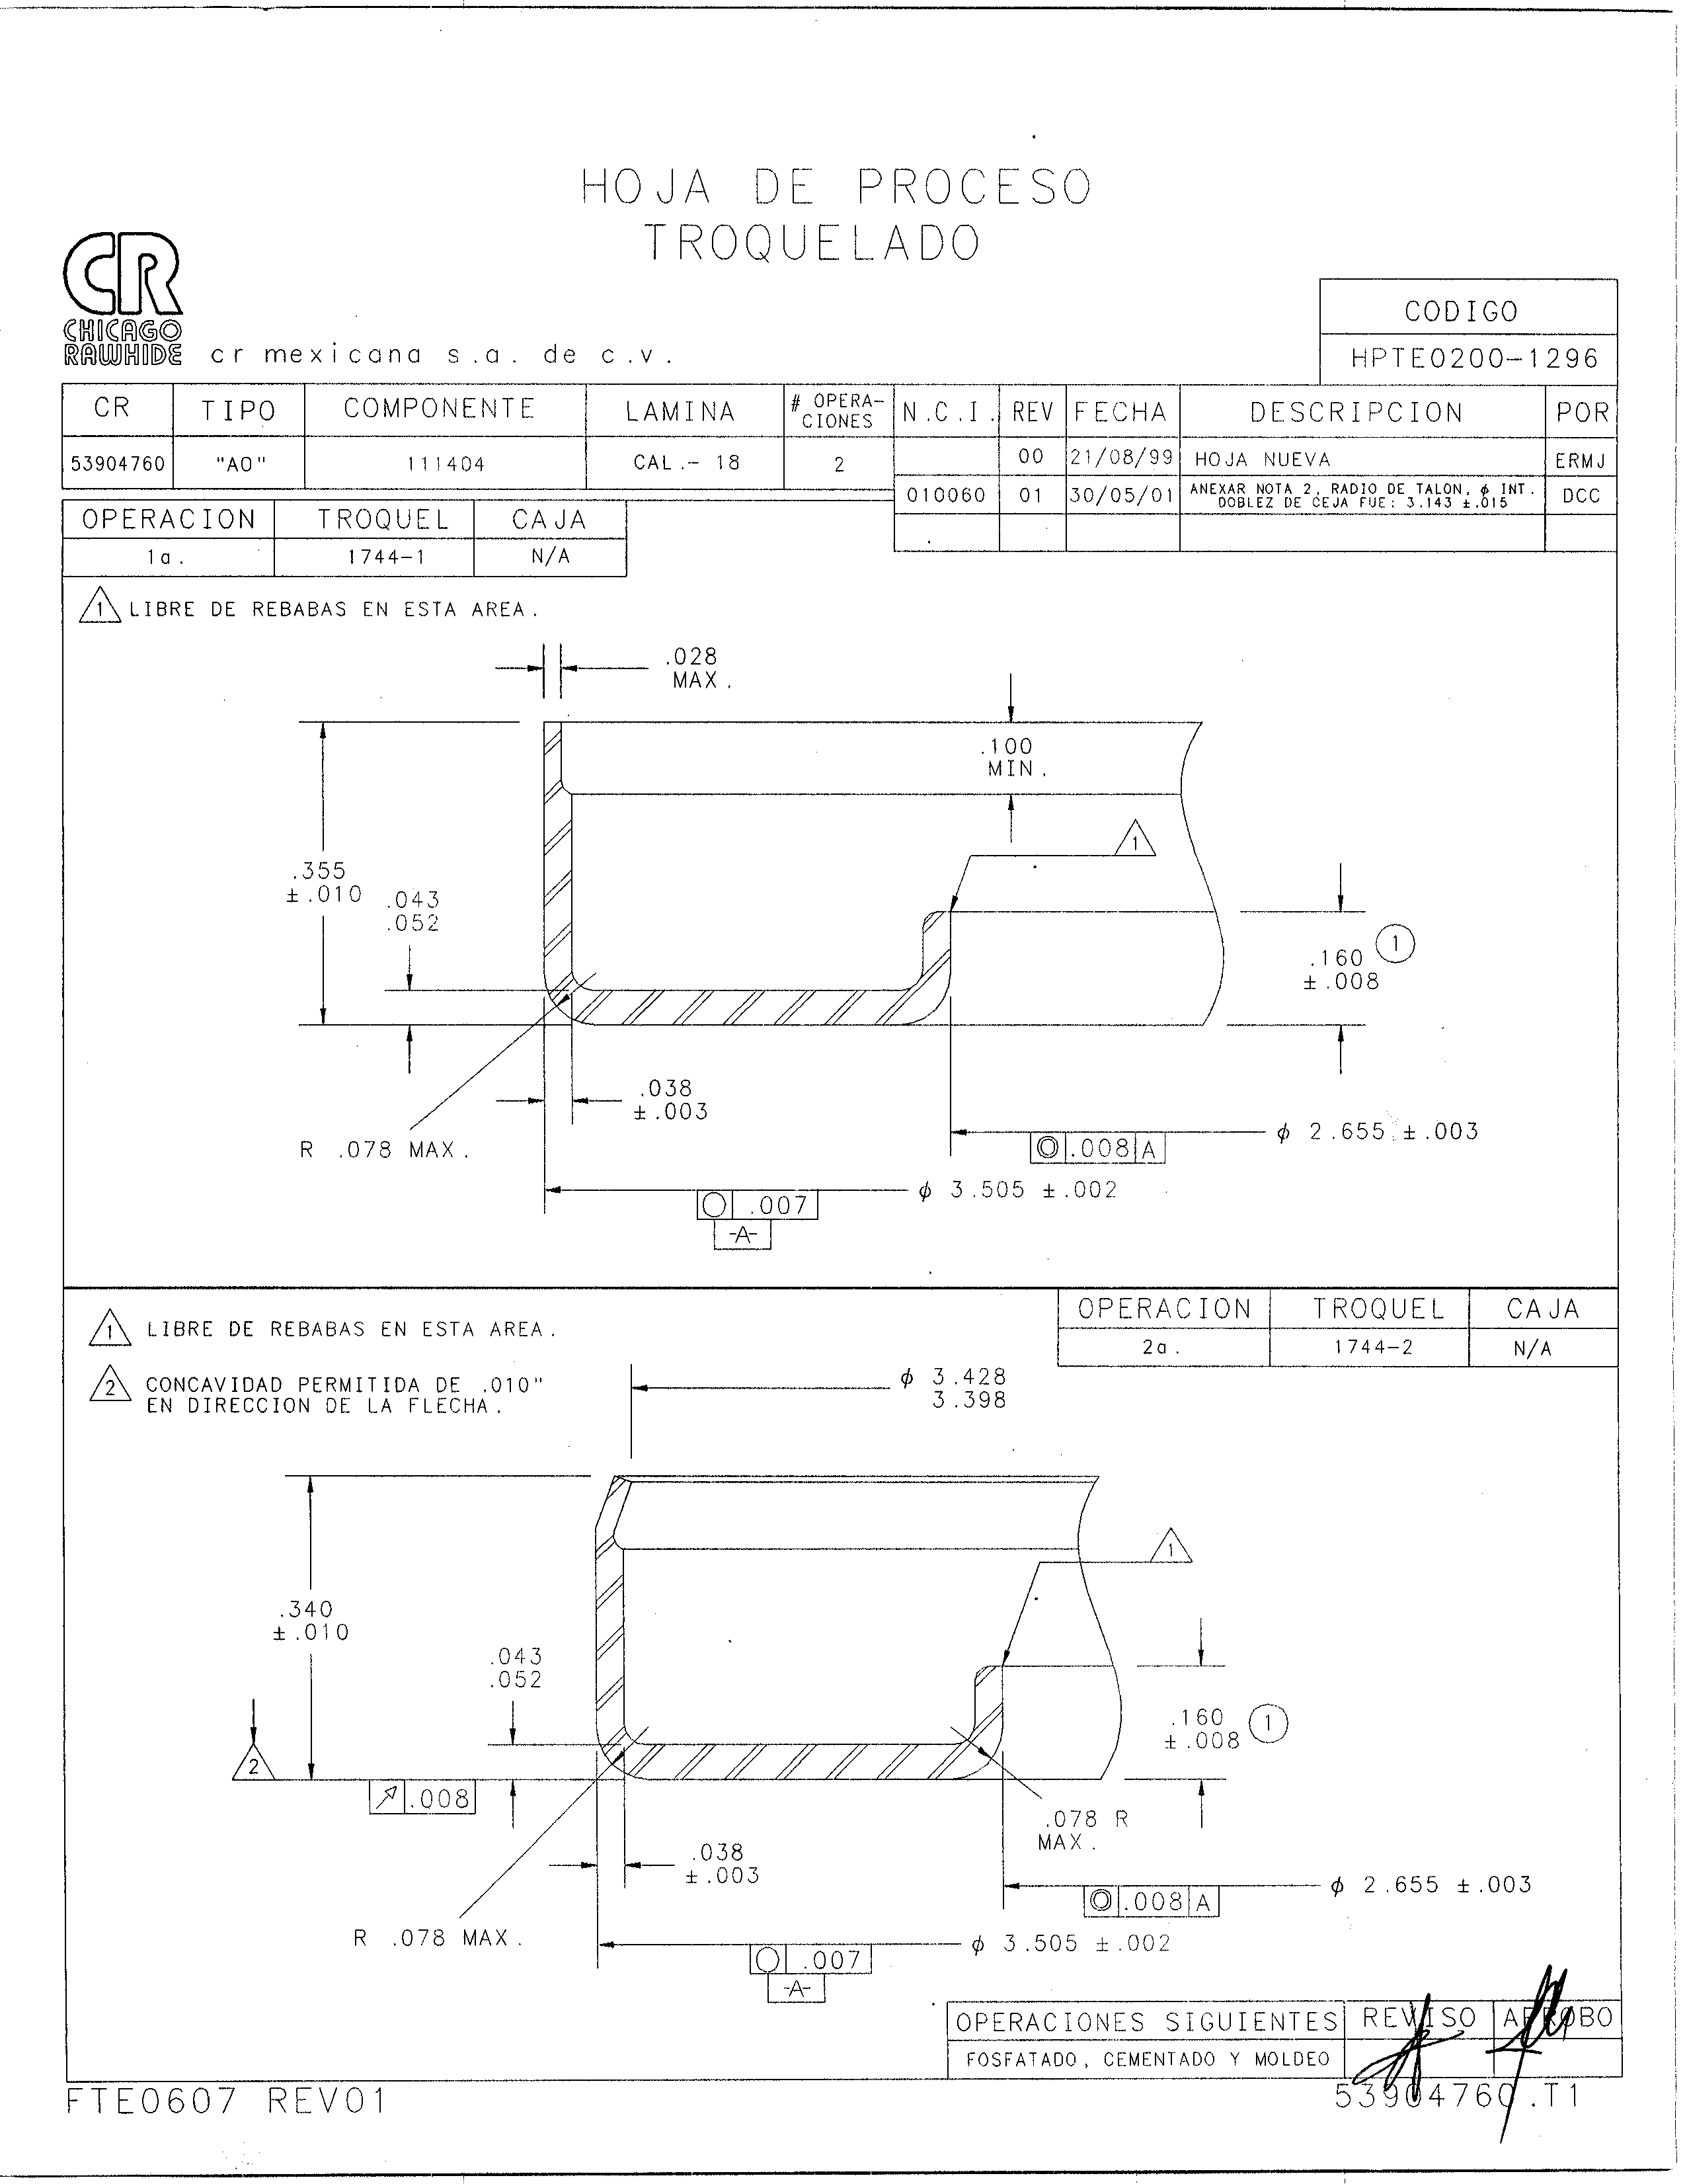 HOJA DE PROCESO
TROQUELADO
CR
CHICAGO
RAWHIDE
cr mexicana s.a. de c.v.
CODIGO
HPTE0200-1296
CR TIPO COMPONENTE LAMINA # OPERA-CIONES N.C.I. REV FECHA DESCRIPCION POR
53904760 "AO" 111404 CAL.- 18 2 00 21/08/99 HOJA NUEVA ERMJ
010060 01 30/05/01 ANEXAR NOTA 2, RADIO DE TALON, φ INT.
DOBLEZ DE CEJA FUE: 3.143 ±.015 DCC
OPERACION TROQUEL CAJA
1a. 1744-1 N/A
1 LIBRE DE REBABAS EN ESTA AREA.
.028
MAX.
.100
MIN.
1
.355
±.010
.043
.052
1
.160
±.008
.038
±.003
R .078 MAX.
φ 2.655 ±.003
◎ .008 A
φ 3.505 ±.002
○ .007
-A-
OPERACION TROQUEL CAJA
2a. 1744-2 N/A
1 LIBRE DE REBABAS EN ESTA AREA.
2 CONCAVIDAD PERMITIDA DE .010"
EN DIRECCION DE LA FLECHA.
φ 3.428
3.398
1
.340
±.010
.043
.052
.160
±.008
1
2
.008
.078 R
MAX.
.038
±.003
R .078 MAX.
φ 2.655 ±.003
◎ .008 A
φ 3.505 ±.002
○ .007
-A-
OPERACIONES SIGUIENTES REVISO APROBO
FOSFATADO, CEMENTADO Y MOLDEO
FTE0607 REV01
53904760.T1